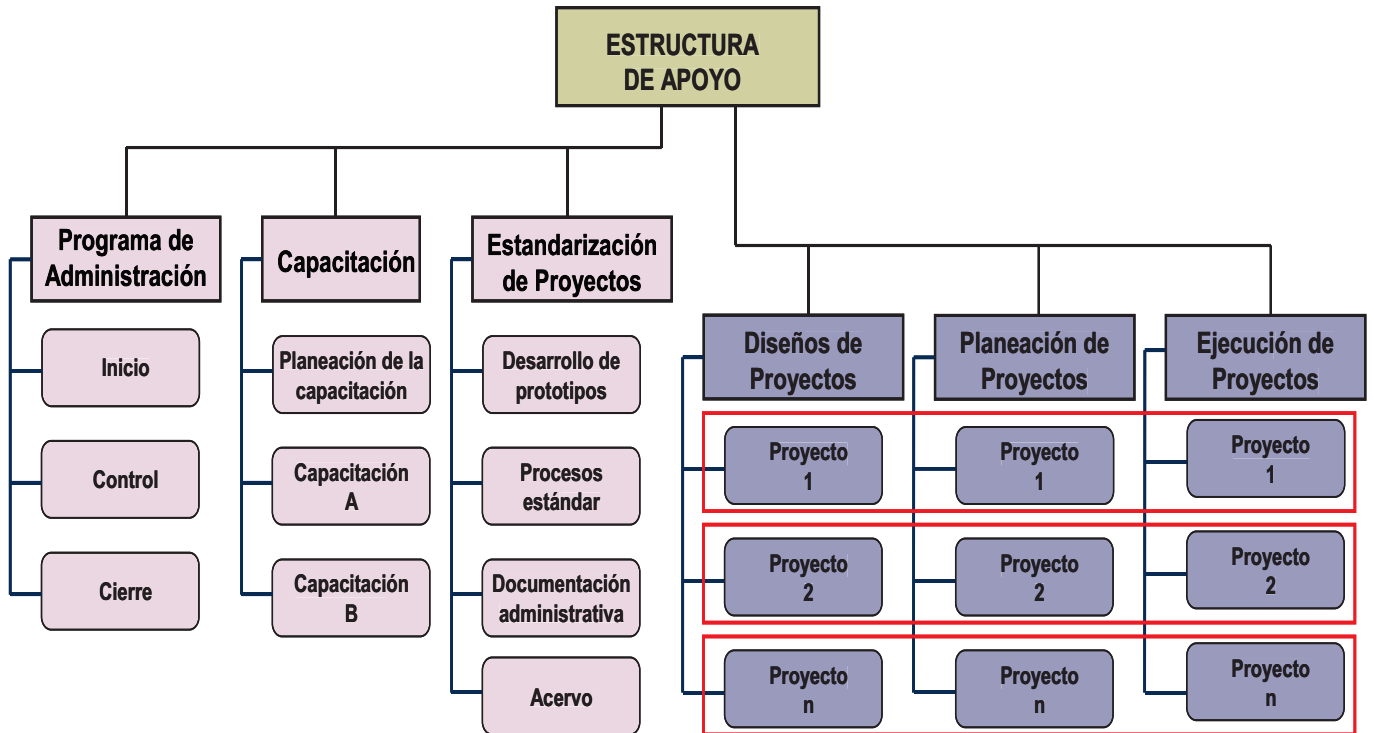 ESTRUCTURA
DE APOYO
Programa de
Administración
Inicio
Control
Cierre
Capacitación
Planeación de la
capacitación
Capacitación
A
Capacitación
B
Estandarización
de Proyectos
Desarrollo de
prototipos
Procesos
estándar
Documentación
administrativa
Acervo
Diseños de
Proyectos
Proyecto
1
Proyecto
2
Proyecto
n
Planeación de
Proyectos
Proyecto
1
Proyecto
2
Proyecto
n
Ejecución de
Proyectos
Proyecto
1
Proyecto
2
Proyecto
n